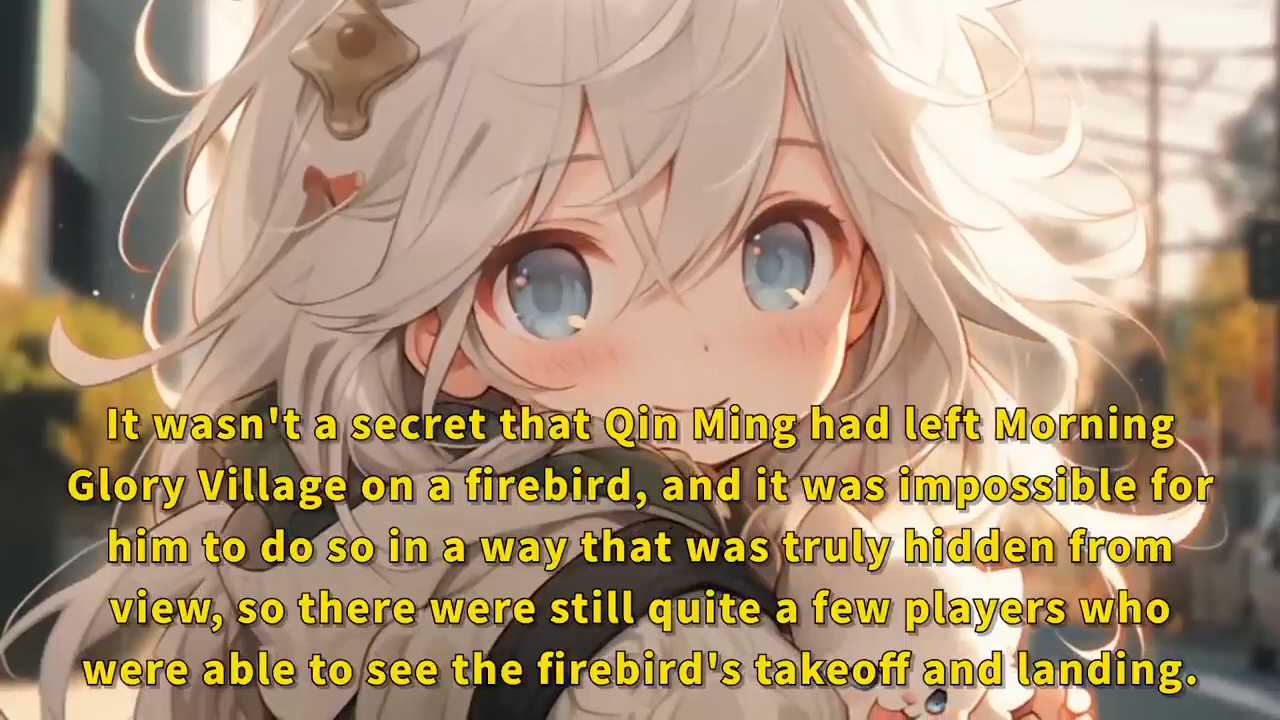 It wasn't a secret that Qin Ming had left Morning
Glory Village on a firebird, and it was impossible for
him to do so in a way that was truly hidden from
view, so there were still quite a few players who
were able to see the firebird's takeoff and landing.